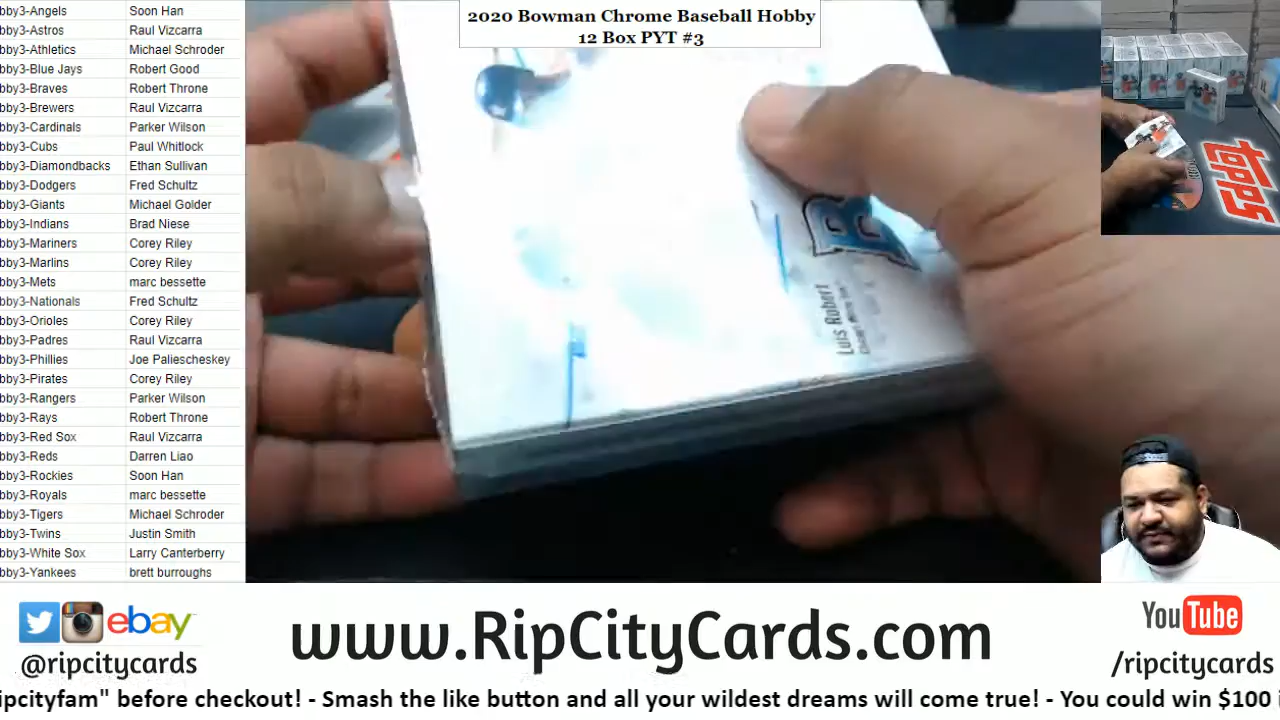 2020 Bowman Chrome Baseball Hobby
12 Box PYT #3
bby3-Angels Soon Han
bby3-Astros Raul Vizcarra
bby3-Athletics Michael Schroder
bby3-Blue Jays Robert Good
bby3-Braves Robert Throne
bby3-Brewers Raul Vizcarra
bby3-Cardinals Parker Wilson
bby3-Cubs Paul Whitlock
bby3-Diamondbacks Ethan Sullivan
bby3-Dodgers Fred Schultz
bby3-Giants Michael Golder
bby3-Indians Brad Niese
bby3-Mariners Corey Riley
bby3-Marlins Corey Riley
bby3-Mets marc bessette
bby3-Nationals Fred Schultz
bby3-Orioles Corey Riley
bby3-Padres Raul Vizcarra
bby3-Phillies Joe Paliescheskey
bby3-Pirates Corey Riley
bby3-Rangers Parker Wilson
bby3-Rays Robert Throne
bby3-Red Sox Raul Vizcarra
bby3-Reds Darren Liao
bby3-Rockies Soon Han
bby3-Royals marc bessette
bby3-Tigers Michael Schroder
bby3-Twins Justin Smith
bby3-White Sox Larry Canterberry
bby3-Yankees brett burroughs
B
Luis Robert
Topps
ebay
@ripcitycards
www.RipCityCards.com
YouTube
/ripcitycards
ipcityfam" before checkout! - Smash the like button and all your wildest dreams will come true! - You could win $100 i